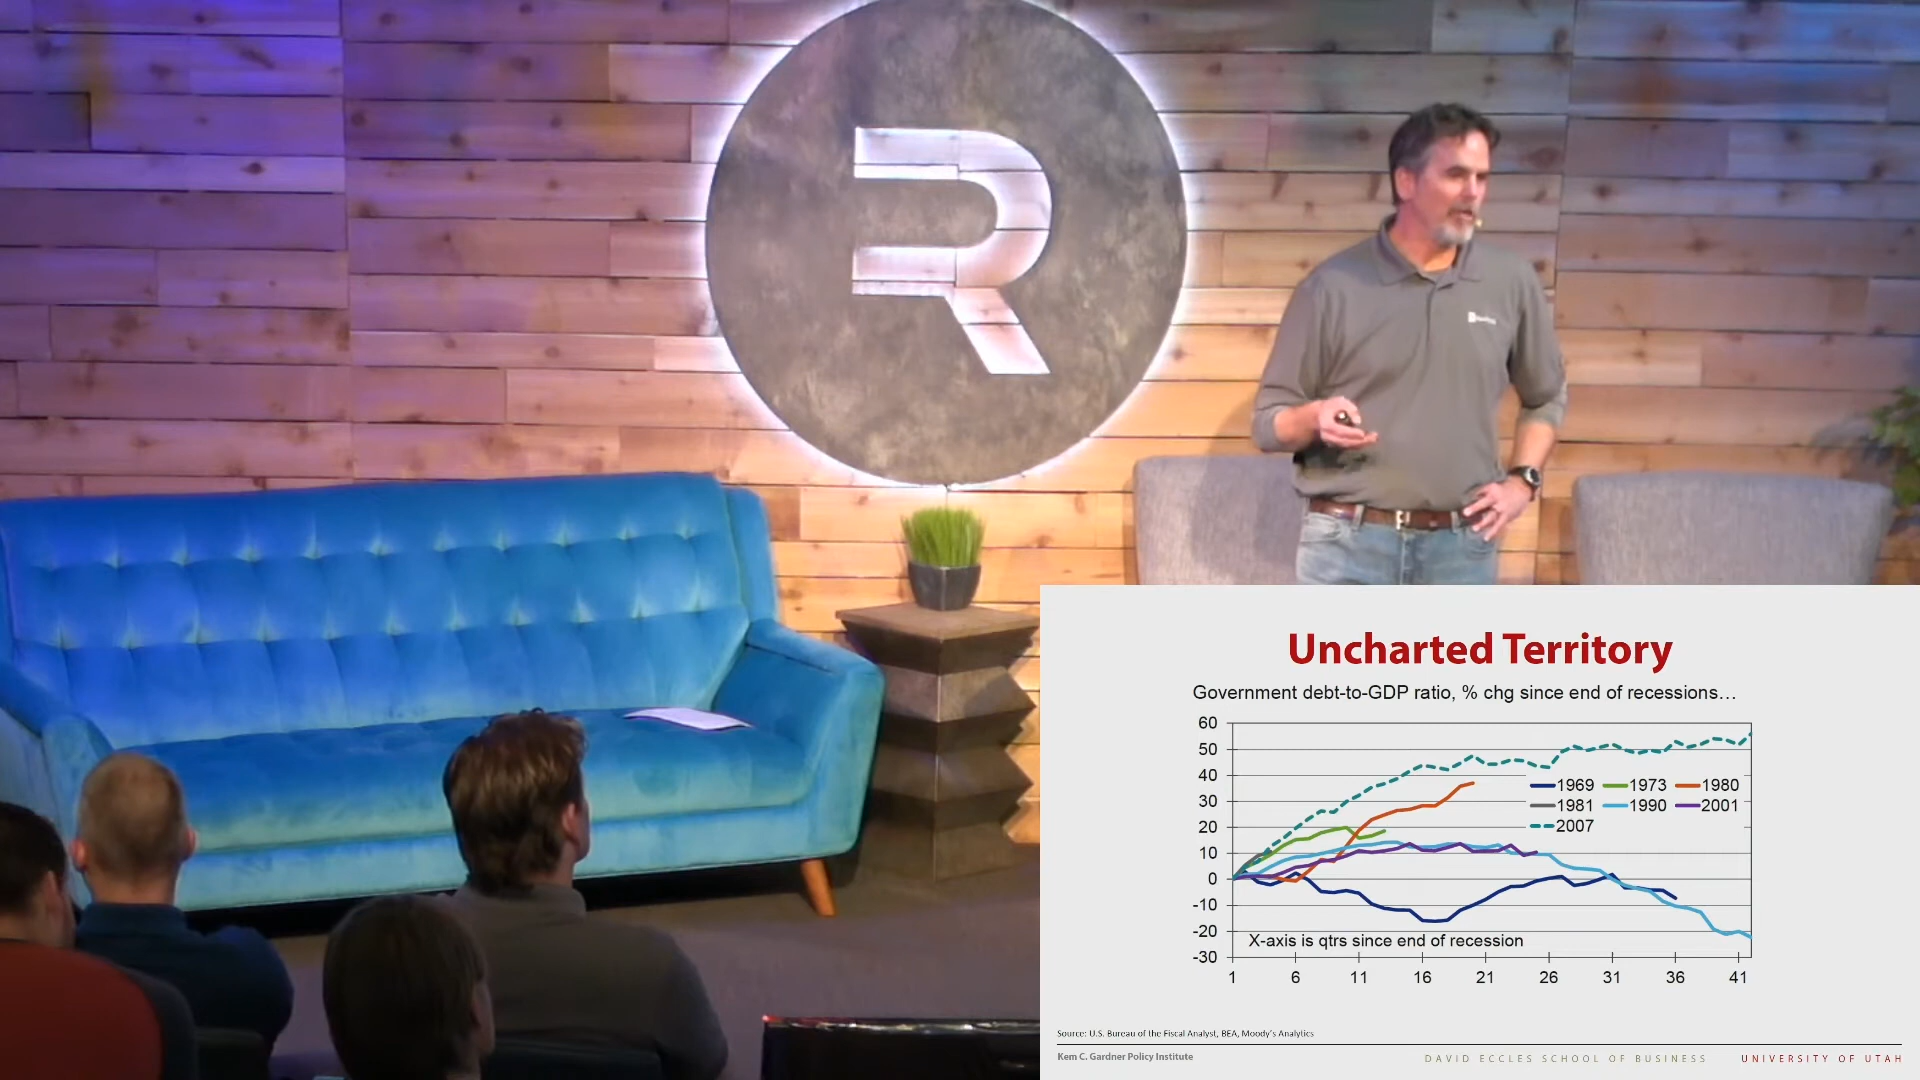 R
Uncharted Territory
Government debt-to-GDP ratio, % chg since end of recessions…
60
50
40
30
20
10
0
-10
-20
-30
1969 1973 1980
1981 1990 2001
2007
X-axis is qtrs since end of recession
1 6 11 16 21 26 31 36 41
Source: U.S. Bureau of the Fiscal Analyst, BEA, Moody's Analytics
Kem C. Gardner Policy Institute
DAVID ECCLES SCHOOL OF BUSINESS UNIVERSITY OF UTAH